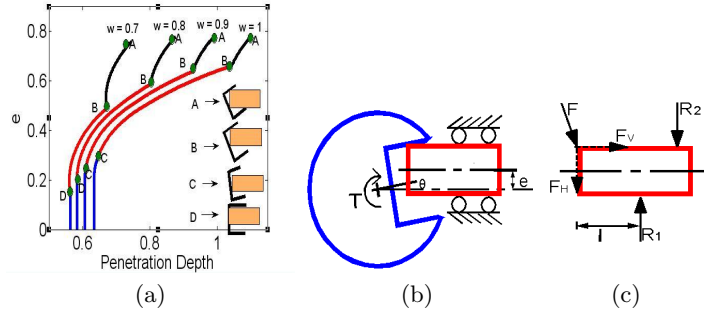 w = 0.7 w = 0.8 w = 0.9 w = 1
0.8
0.6
0.4
0.2
0
e
0.6 0.8 1
Penetration Depth
A A A A
B B B B
C C
D D
A
B
C
D
(a)
T θ e
(b)
F Fᵥ R2
F_H
l R1
(c)